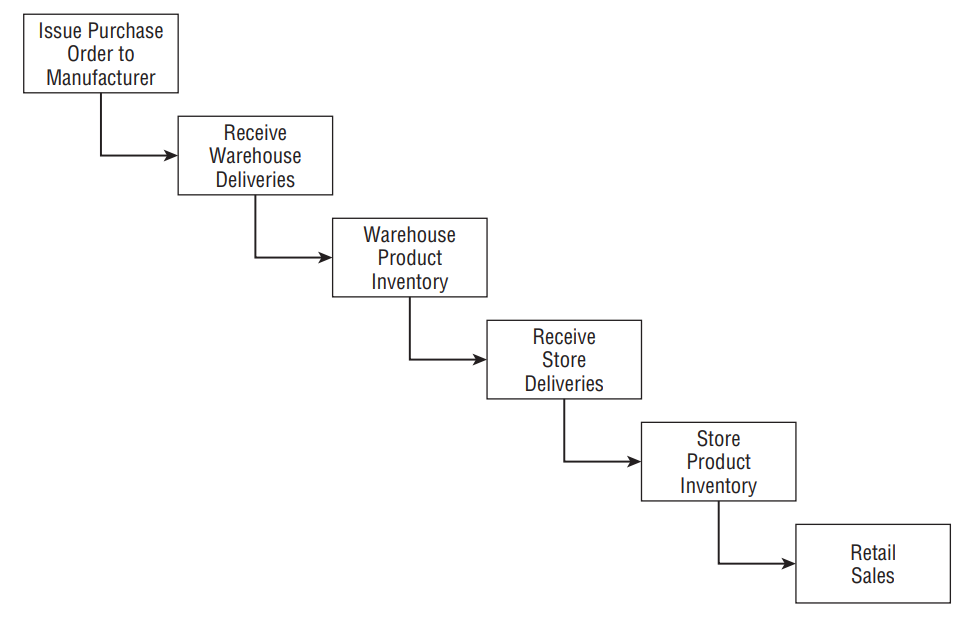 Issue Purchase
Order to
Manufacturer
Receive
Warehouse
Deliveries
Warehouse
Product
Inventory
Receive
Store
Deliveries
Store
Product
Inventory
Retail
Sales